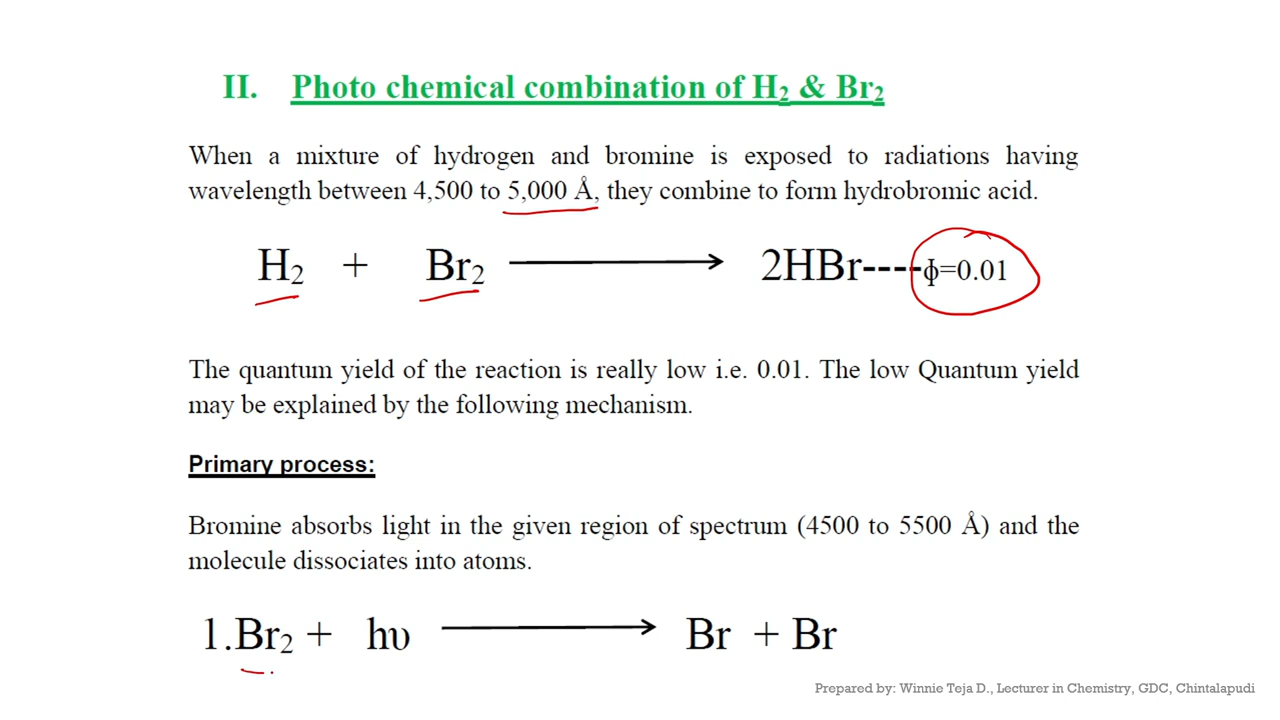 II. Photo chemical combination of H₂ & Br₂
When a mixture of hydrogen and bromine is exposed to radiations having
wavelength between 4,500 to 5,000 Å, they combine to form hydrobromic acid.
H₂ + Br₂ ⟶ 2HBr----ϕ=0.01
The quantum yield of the reaction is really low i.e. 0.01. The low Quantum yield
may be explained by the following mechanism.
Primary process:
Bromine absorbs light in the given region of spectrum (4500 to 5500 Å) and the
molecule dissociates into atoms.
1.Br₂ + hυ ⟶ Br + Br
Prepared by: Winnie Teja D., Lecturer in Chemistry, GDC, Chintalapudi